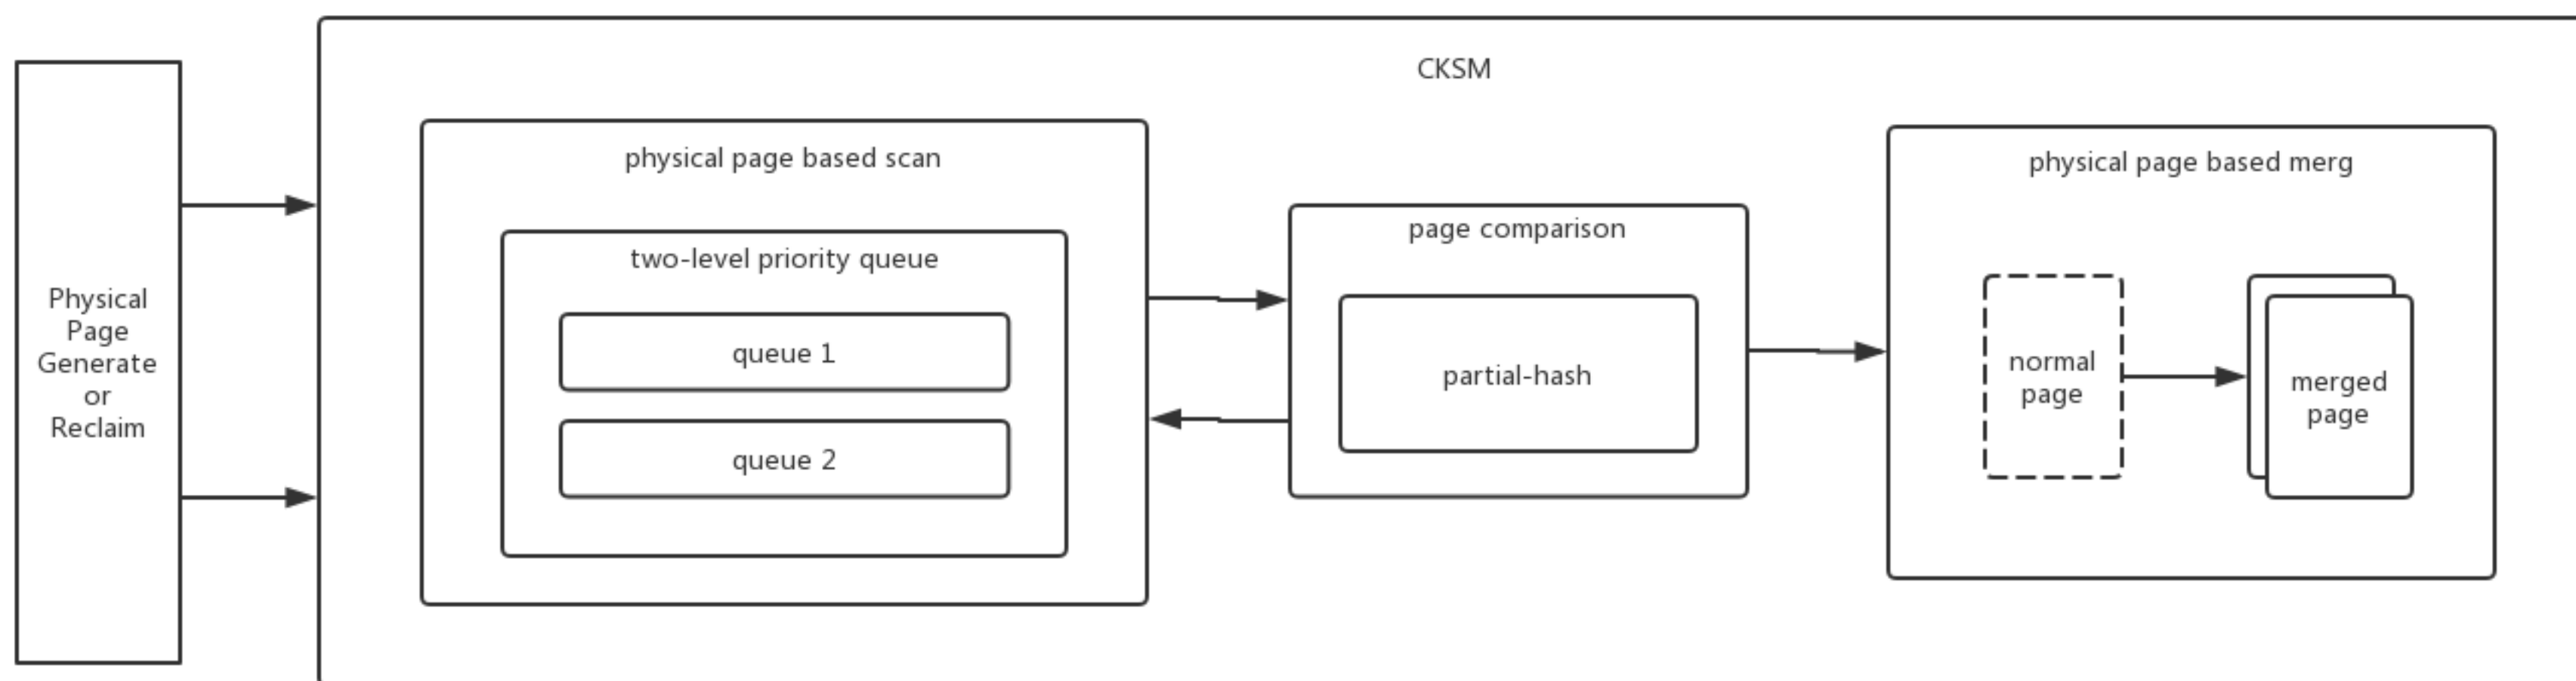 Physical
Page
Generate
or
Reclaim
CKSM
physical page based scan
two-level priority queue
queue 1
queue 2
page comparison
partial-hash
physical page based merg
normal
page
merged
page